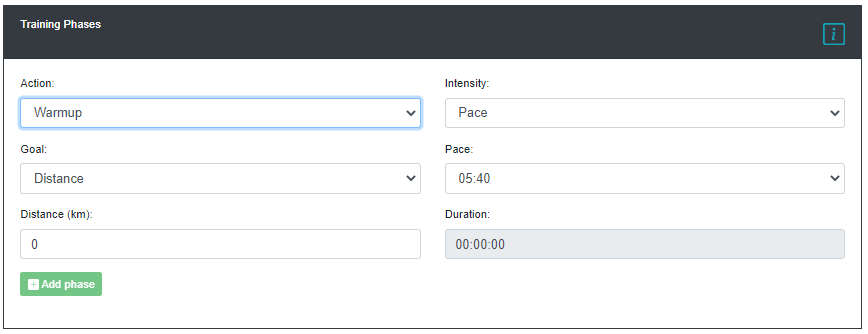 Training Phases
i
Action: Intensity:
Warmup Pace
Goal: Pace:
Distance 05:40
Distance (km): Duration:
0 00:00:00
Add phase